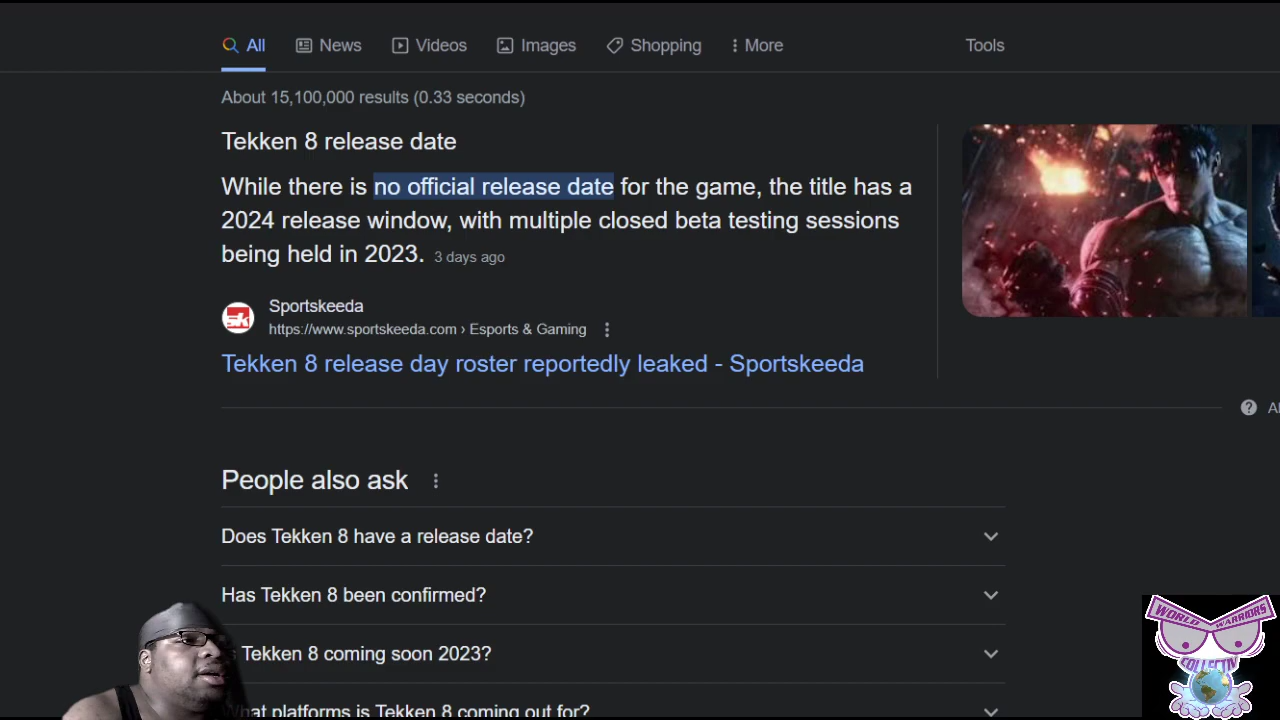 All
News
Videos
Images
Shopping
More
Tools
About 15,100,000 results (0.33 seconds)
Tekken 8 release date
While there is no official release date for the game, the title has a
2024 release window, with multiple closed beta testing sessions
being held in 2023. 3 days ago
Sportskeeda
https://www.sportskeeda.com › Esports & Gaming
Tekken 8 release day roster reportedly leaked - Sportskeeda
People also ask
Does Tekken 8 have a release date?
Has Tekken 8 been confirmed?
Tekken 8 coming soon 2023?
What platforms is Tekken 8 coming out for?
WORLD WARRIORS
COLLECTIV